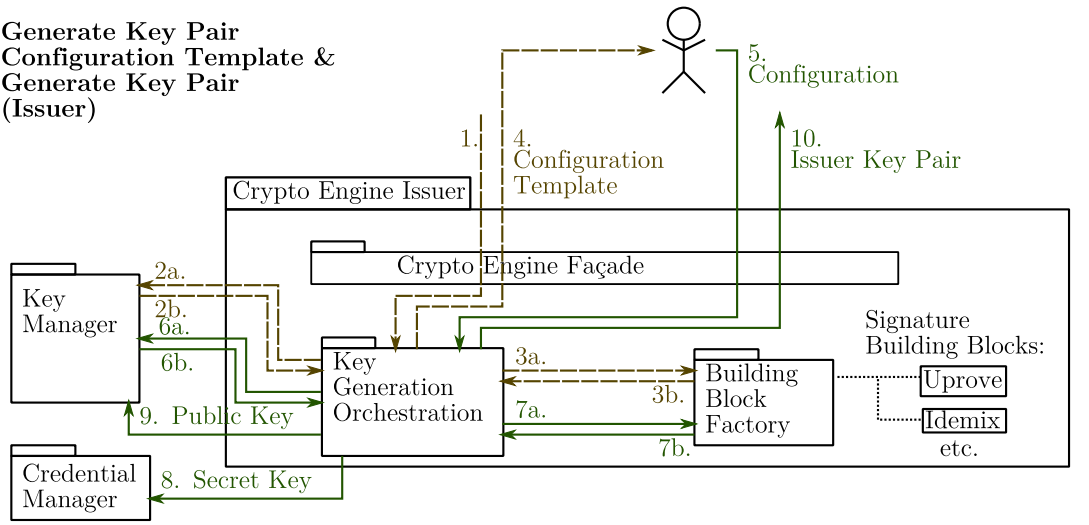 Generate Key Pair
Configuration Template &
Generate Key Pair
(Issuer)
5.
Configuration
1.
4.
Configuration
Template
10.
Issuer Key Pair
Crypto Engine Issuer
Crypto Engine Façade
2a.
Key
Manager
2b.
6a.
6b.
Signature
Building Blocks:
Key
Generation
Orchestration
3a.
3b.
Building
Block
Factory
Uprove
Idemix
etc.
7a.
7b.
9. Public Key
Credential
Manager
8. Secret Key